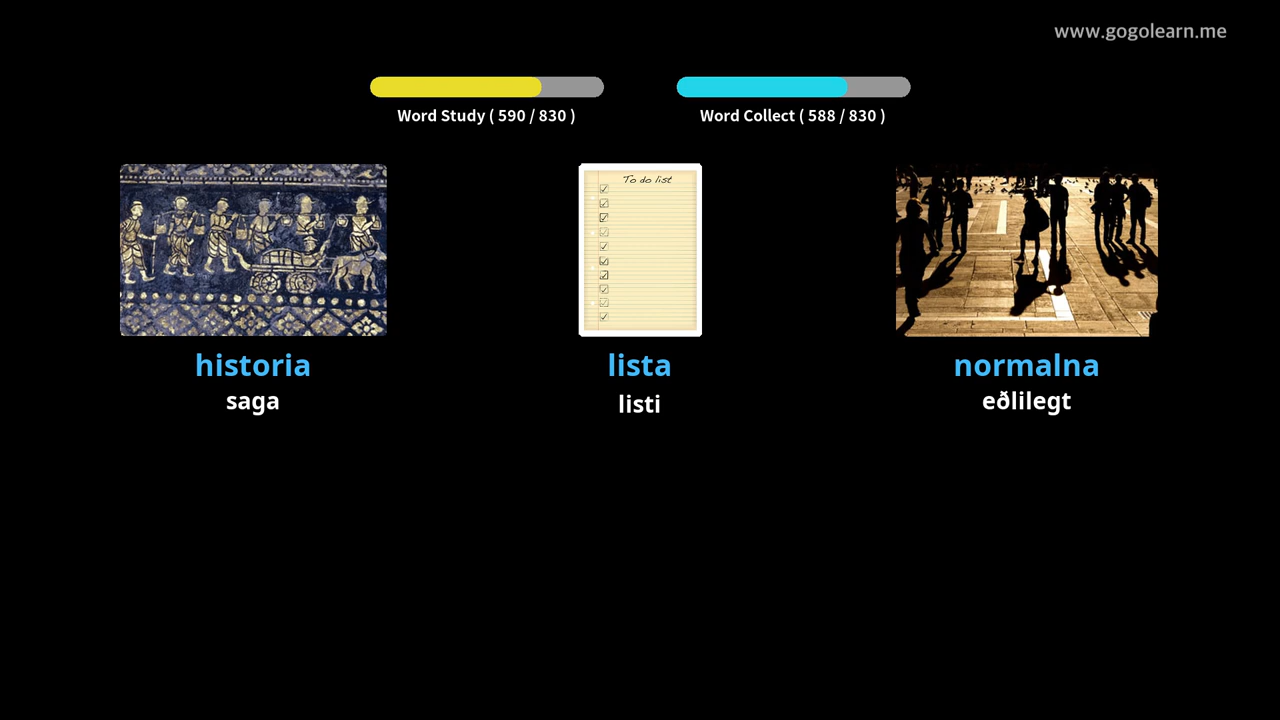 www.gogolearn.me
Word Study ( 590 / 830 )
Word Collect ( 588 / 830 )
To do list
historia
lista
normalna
saga
listi
eðlilegt